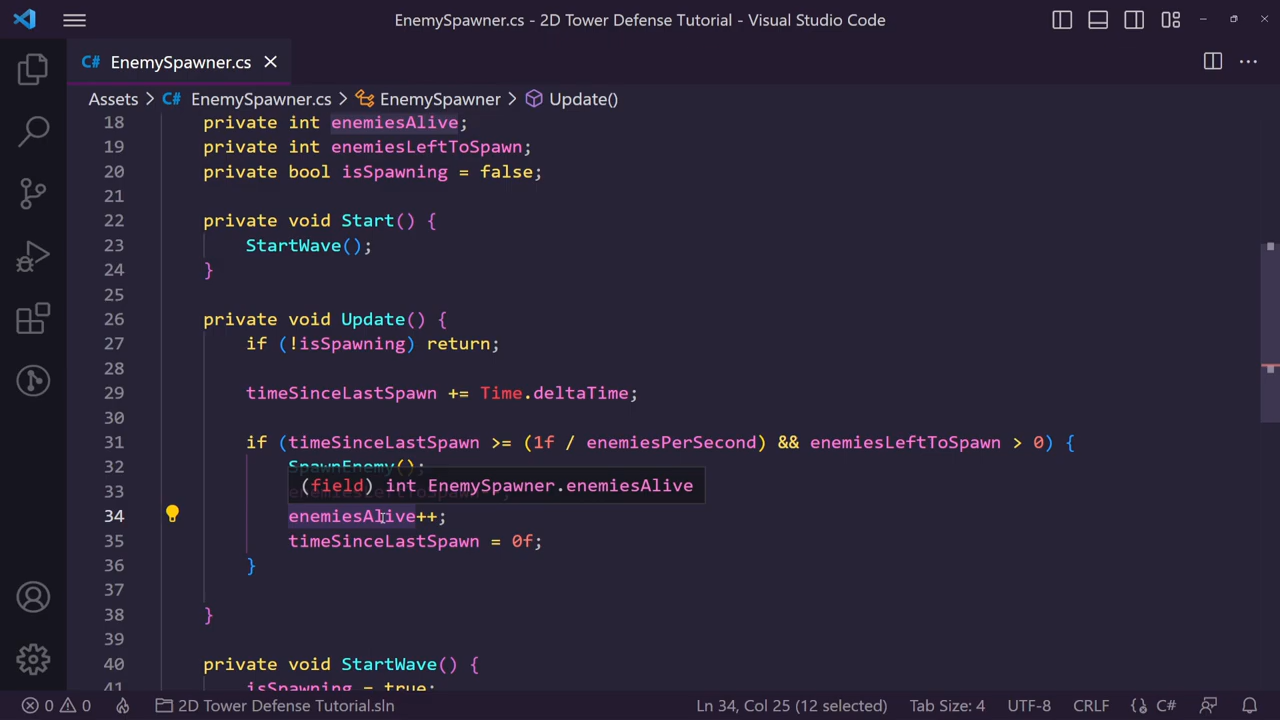 EnemySpawner.cs - 2D Tower Defense Tutorial - Visual Studio Code
C# EnemySpawner.cs
Assets > C# EnemySpawner.cs > EnemySpawner > Update()
18 private int enemiesAlive;
19 private int enemiesLeftToSpawn;
20 private bool isSpawning = false;
21
22 private void Start() {
23 StartWave();
24 }
25
26 private void Update() {
27 if (!isSpawning) return;
28
29 timeSinceLastSpawn += Time.deltaTime;
30
31 if (timeSinceLastSpawn >= (1f / enemiesPerSecond) && enemiesLeftToSpawn > 0) {
32 SpawnEnemy();
(field) int EnemySpawner.enemiesAlive
33
34 enemiesAlive++;
35 timeSinceLastSpawn = 0f;
36 }
37
38 }
39
40 private void StartWave() {
41 isSpawning = true;
0 0 2D Tower Defense Tutorial.sln Ln 34, Col 25 (12 selected) Tab Size: 4 UTF-8 CRLF {} C#